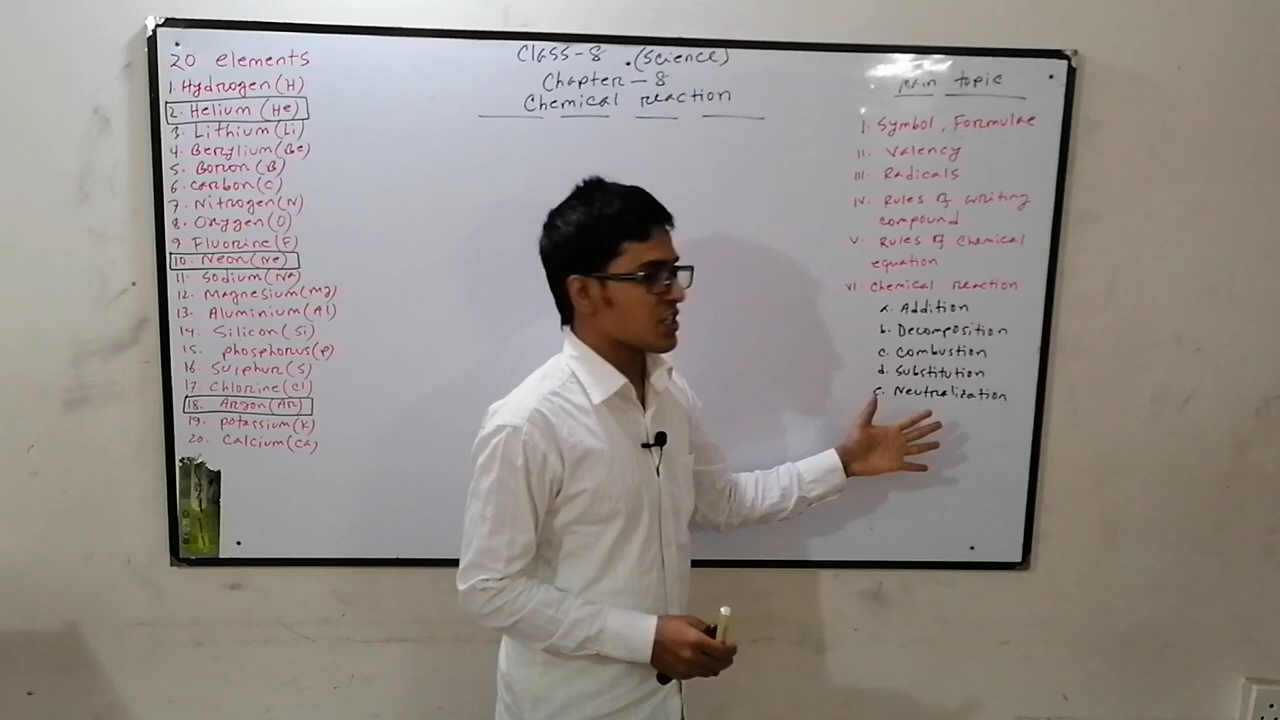 20 elements
1. Hydrogen (H)
2. Helium (He)
3. Lithium (Li)
4. Berylium (Be)
5. Boron (B)
6. carbon (C)
7. Nitrogen (N)
8. Oxygen (O)
9 Fluorine (F)
10. Neon (Ne)
11. Sodium (Na)
12. Magnesium (Mg)
13. Aluminium (Al)
14. Silicon (Si)
15. phosphorus (p)
16. Sulphur (S)
17. Chlorine (Cl)
18. Argon (Ar)
19. potassium (K)
20. Calcium (Ca)
Class-8 . (Science)
Chapter - 8
Chemical reaction
Main topic
I. Symbol, Formulae
II. Valency
III. Radicals
IV. Rules of writing
compound
V. Rules of Chemical
equation
VI. Chemical reaction
a. Addition
b. Decomposition
c. Combustion
d. Substitution
e. Neutralization